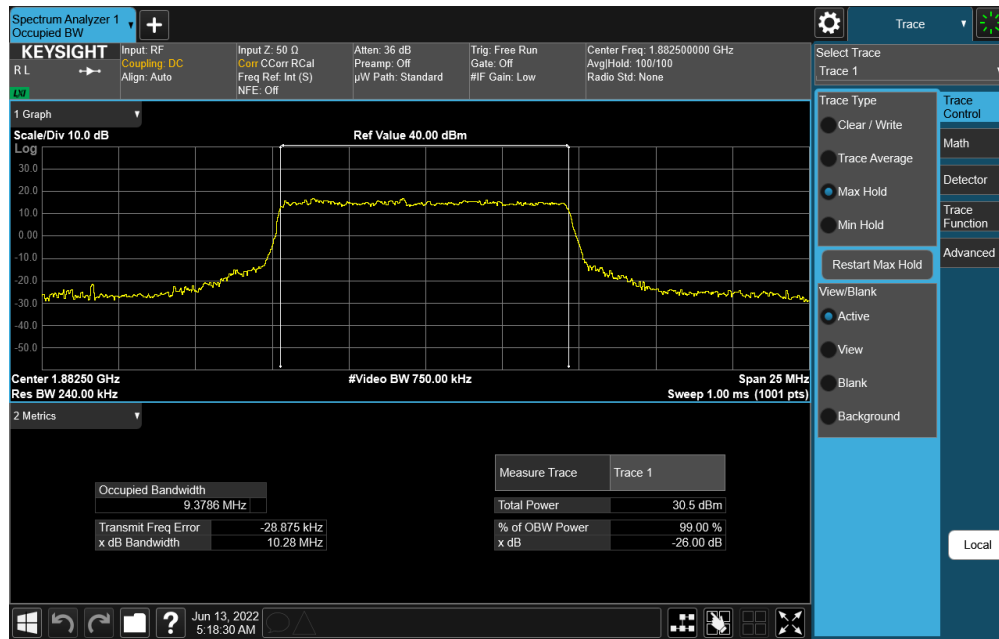 Spectrum Analyzer 1
Occupied BW
Trace
KEYSIGHT
R L
LXI
Input: RF
Coupling: DC
Align: Auto
Input Z: 50 Ω
Corr CCorr RCal
Freq Ref: Int (S)
NFE: Off
Atten: 36 dB
Preamp: Off
µW Path: Standard
Trig: Free Run
Gate: Off
#IF Gain: Low
Center Freq: 1.882500000 GHz
Avg|Hold: 100/100
Radio Std: None
Select Trace
Trace 1
1 Graph
Scale/Div 10.0 dB
Ref Value 40.00 dBm
Log
30.0
20.0
10.0
0.00
-10.0
-20.0
-30.0
-40.0
-50.0
Center 1.88250 GHz
#Video BW 750.00 kHz
Span 25 MHz
Res BW 240.00 kHz
Sweep 1.00 ms (1001 pts)
Trace Type
Clear / Write
Trace Average
Max Hold
Min Hold
Restart Max Hold
View/Blank
Active
View
Blank
Background
Trace
Control
Math
Detector
Trace
Function
Advanced
Local
2 Metrics
Occupied Bandwidth
9.3786 MHz
Transmit Freq Error -28.875 kHz
x dB Bandwidth 10.28 MHz
Measure Trace Trace 1
Total Power 30.5 dBm
% of OBW Power 99.00 %
x dB -26.00 dB
?
Jun 13, 2022
5:18:30 AM